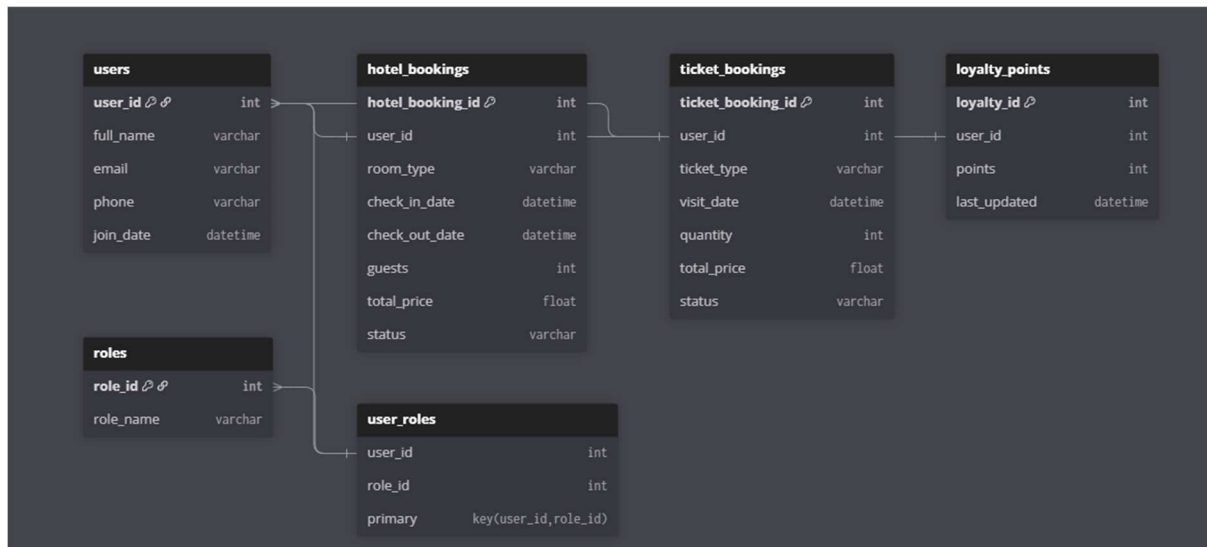 users
user_id int
full_name varchar
email varchar
phone varchar
join_date datetime
hotel_bookings
hotel_booking_id int
user_id int
room_type varchar
check_in_date datetime
check_out_date datetime
guests int
total_price float
status varchar
ticket_bookings
ticket_booking_id int
user_id int
ticket_type varchar
visit_date datetime
quantity int
total_price float
status varchar
loyalty_points
loyalty_id int
user_id int
points int
last_updated datetime
roles
role_id int
role_name varchar
user_roles
user_id int
role_id int
primary key(user_id,role_id)